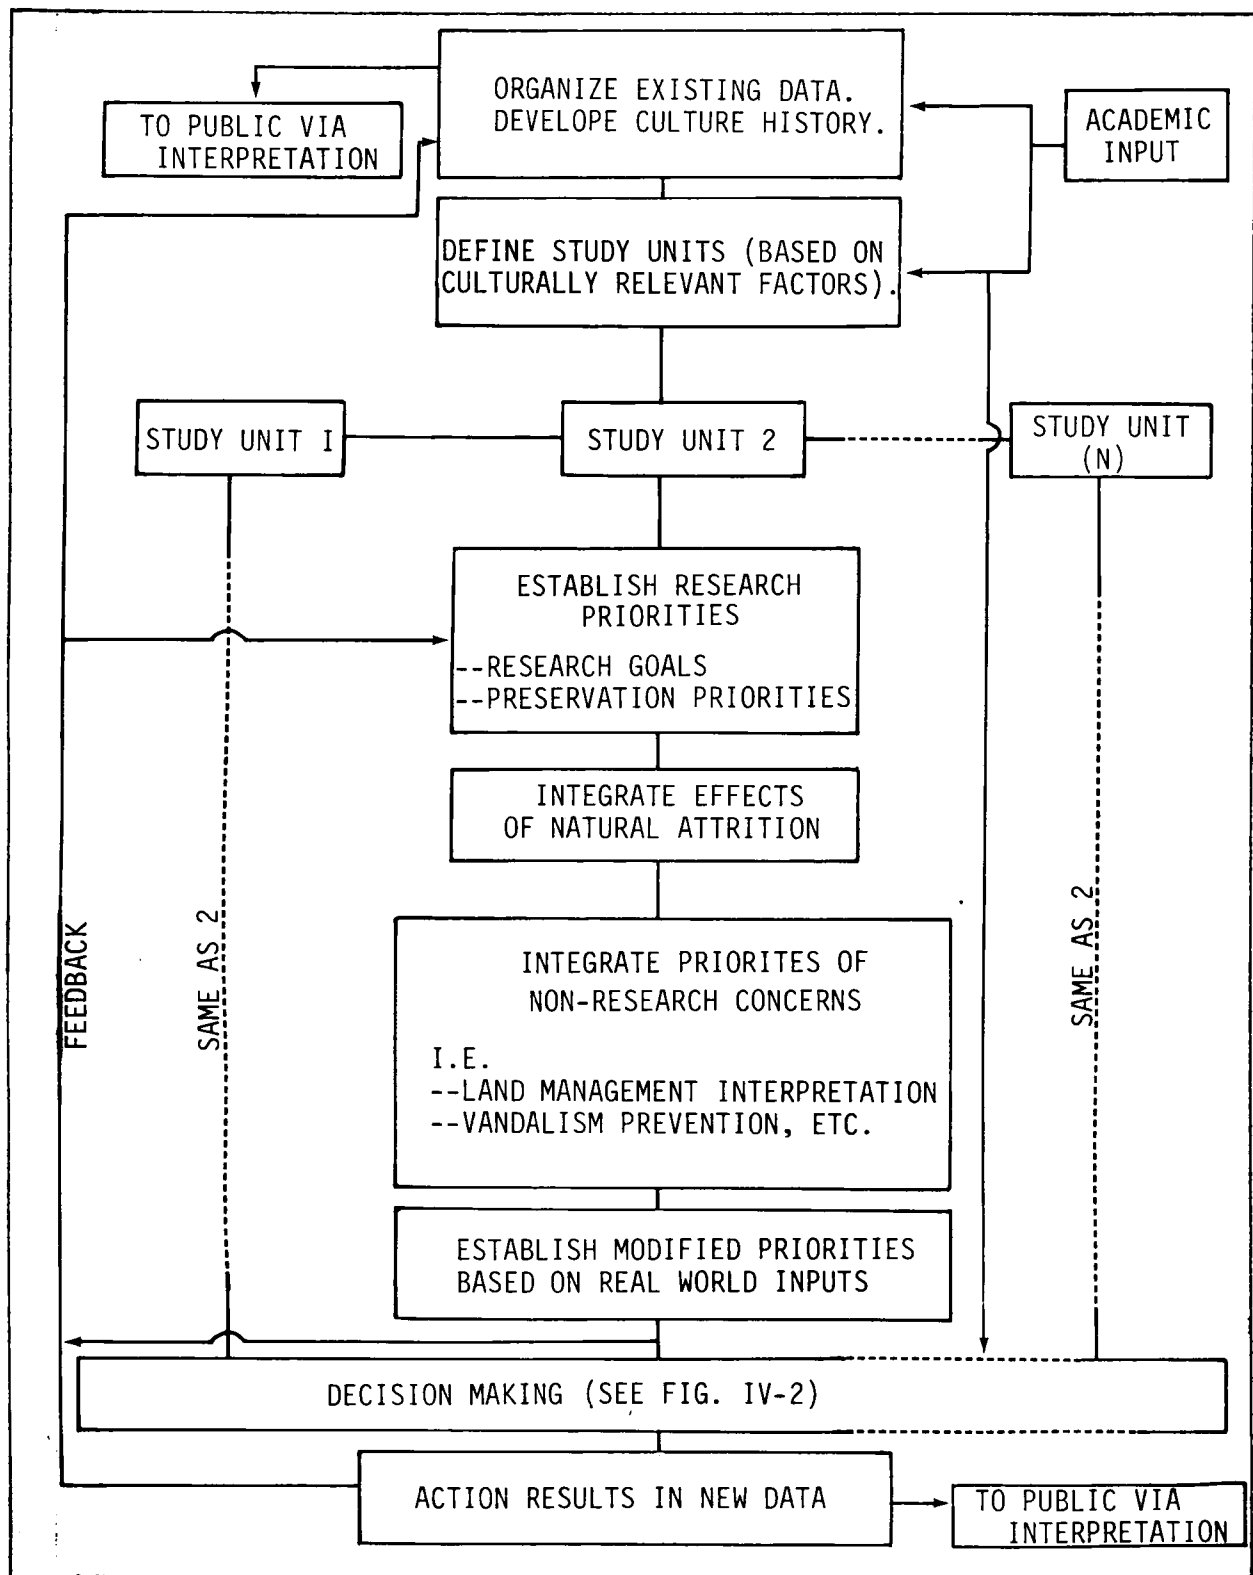 ORGANIZE EXISTING DATA.
DEVELOPE CULTURE HISTORY.
TO PUBLIC VIA
INTERPRETATION
ACADEMIC
INPUT
DEFINE STUDY UNITS (BASED ON
CULTURALLY RELEVANT FACTORS).
STUDY UNIT I
STUDY UNIT 2
STUDY UNIT
(N)
ESTABLISH RESEARCH
PRIORITIES
--RESEARCH GOALS
--PRESERVATION PRIORITIES
INTEGRATE EFFECTS
OF NATURAL ATTRITION
FEEDBACK
SAME AS 2
SAME AS 2
INTEGRATE PRIORITES OF
NON-RESEARCH CONCERNS
I.E.
--LAND MANAGEMENT INTERPRETATION
--VANDALISM PREVENTION, ETC.
ESTABLISH MODIFIED PRIORITIES
BASED ON REAL WORLD INPUTS
DECISION MAKING (SEE FIG. IV-2)
ACTION RESULTS IN NEW DATA
TO PUBLIC VIA
INTERPRETATION